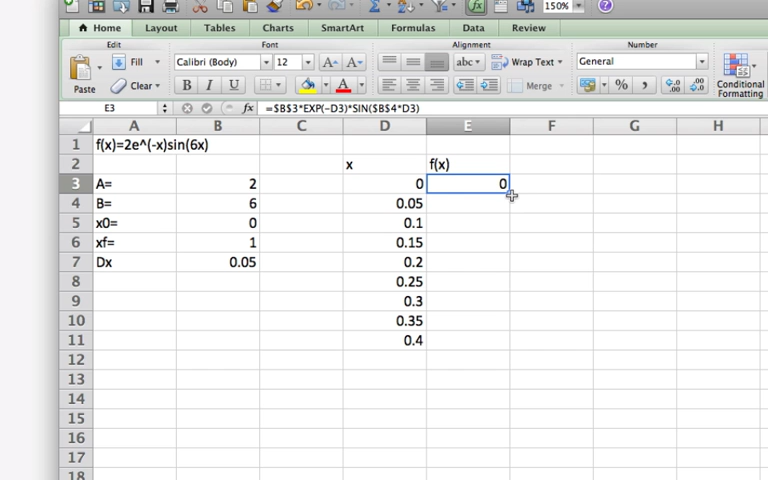 150%
Home Layout Tables Charts SmartArt Formulas Data Review
Edit Font Alignment Number
Fill Calibri (Body) 12 A A abc Wrap Text General
Paste Clear B I U A Merge % Conditional
Formatting
E3 fx =$B$3*EXP(-D3)*SIN($B$4*D3)
A B C D E F G H
1 f(x)=2e^(-x)sin(6x)
2 x f(x)
3 A= 2 0 0
4 B= 6 0.05
5 x0= 0 0.1
6 xf= 1 0.15
7 Dx 0.05 0.2
8 0.25
9 0.3
10 0.35
11 0.4
12
13
14
15
16
17
18